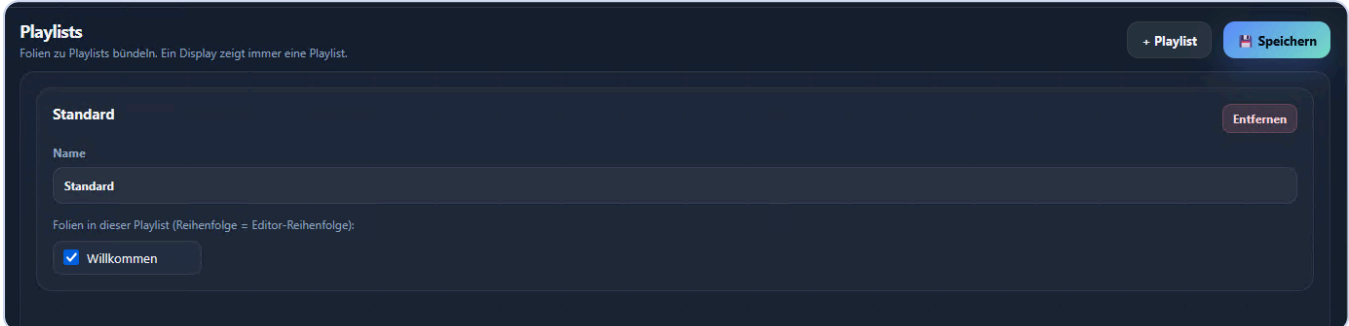 Playlists
Folien zu Playlists bündeln. Ein Display zeigt immer eine Playlist.
+ Playlist
Speichern
Standard
Entfernen
Name
Standard
Folien in dieser Playlist (Reihenfolge = Editor-Reihenfolge):
Willkommen